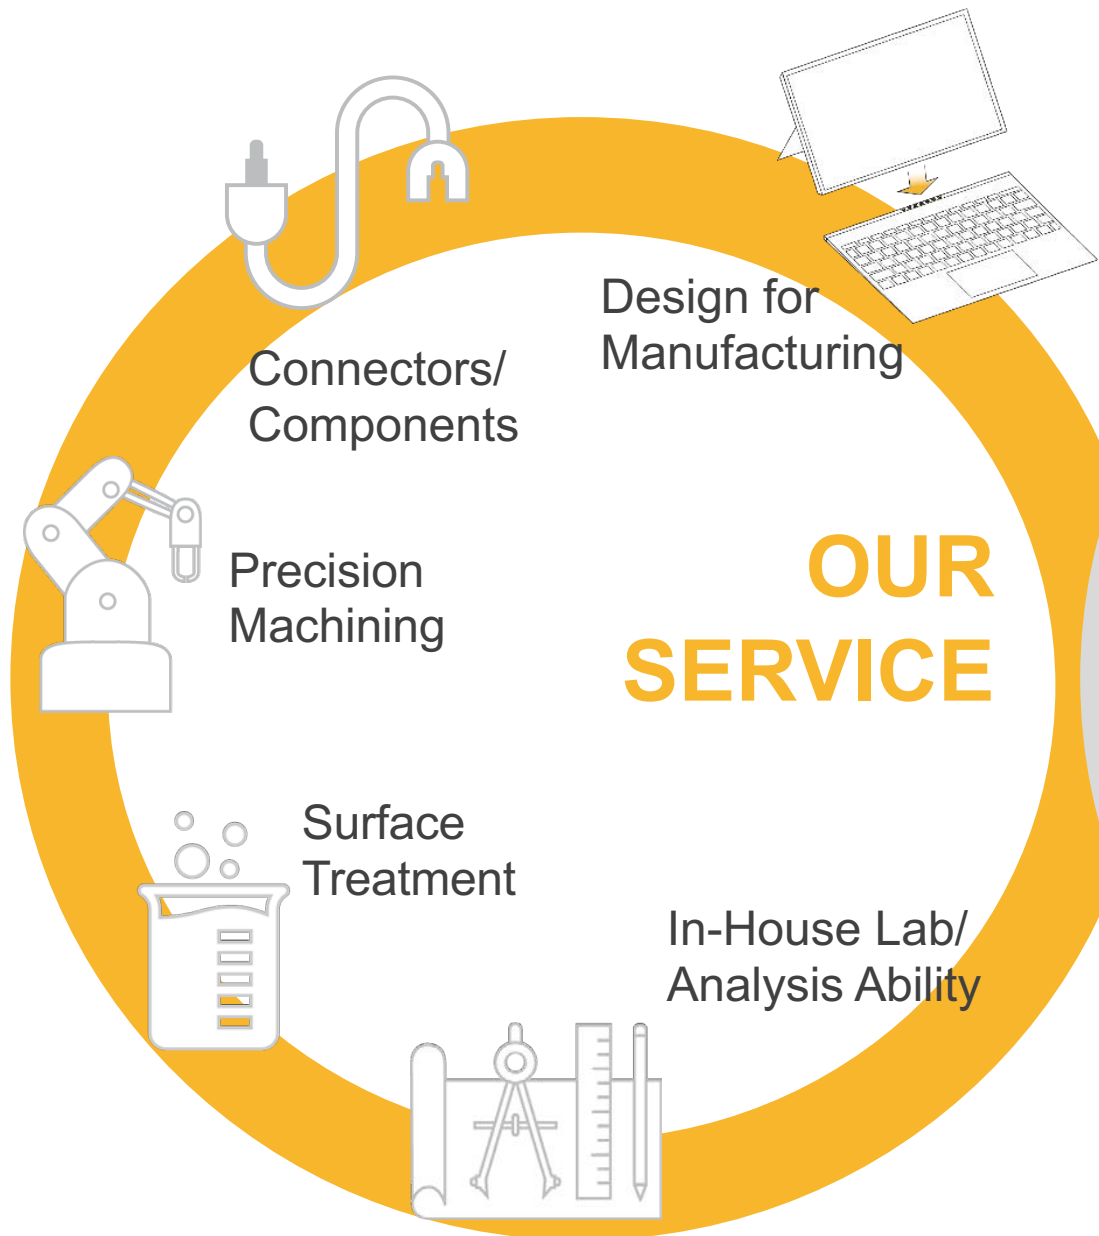 Design for
Manufacturing
Connectors/
Components
OUR
SERVICE
Precision
Machining
Surface
Treatment
In-House Lab/
Analysis Ability